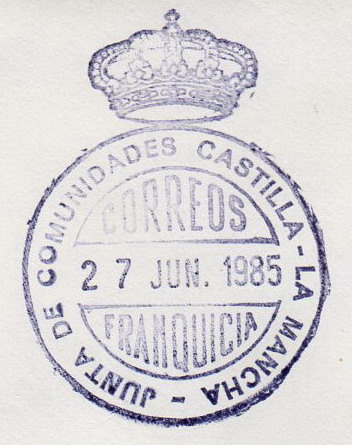 JUNTA DE COMUNIDADES CASTILLA-LA MANCHA -
CORREOS
27 JUN. 1985
FRANQUICIA